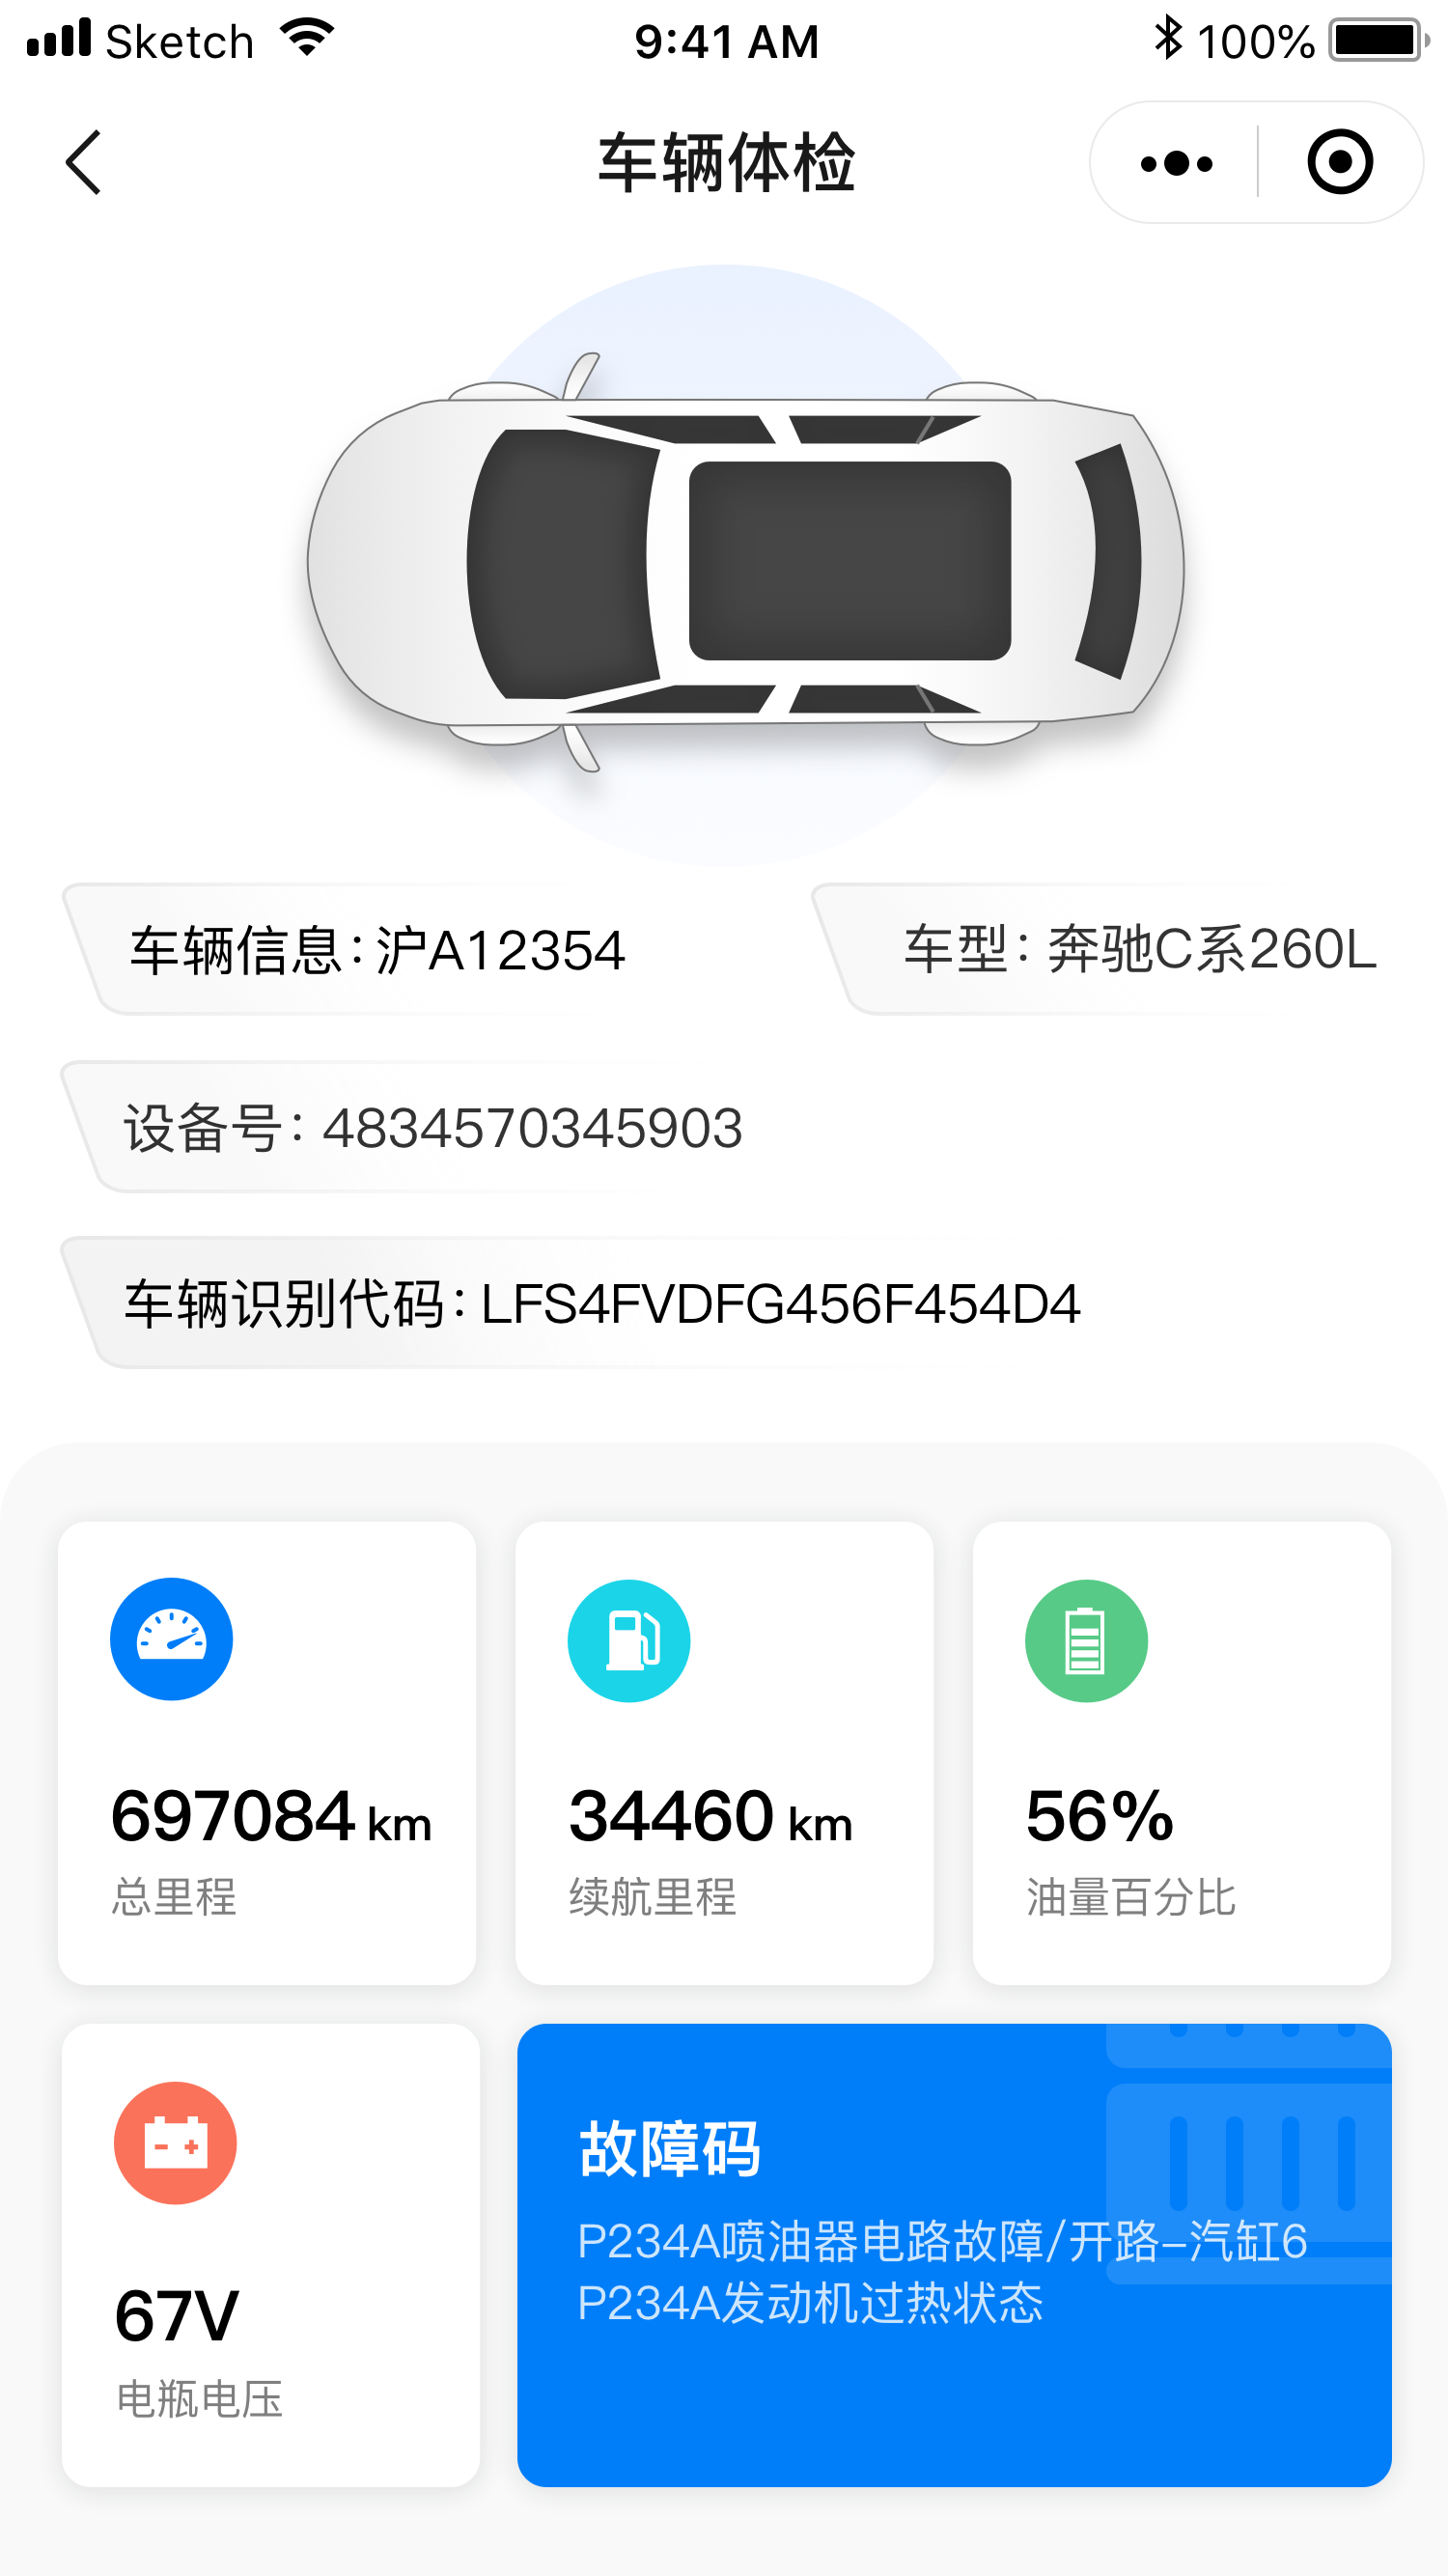 Sketch 9:41 AM 100%
车辆体检
车辆信息：沪A12354
车型：奔驰C系260L
设备号：4834570345903
车辆识别代码：LFS4FVDFG456F454D4
697084 km
总里程
34460 km
续航里程
56%
油量百分比
67V
电瓶电压
故障码
P234A喷油器电路故障/开路-汽缸6
P234A发动机过热状态